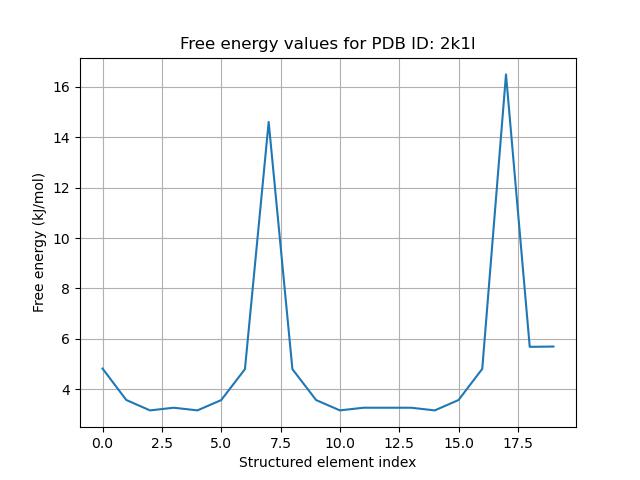 Free energy values for PDB ID: 2k1l
Free energy (kJ/mol)
16
14
12
10
8
6
4
0.0 2.5 5.0 7.5 10.0 12.5 15.0 17.5
Structured element index